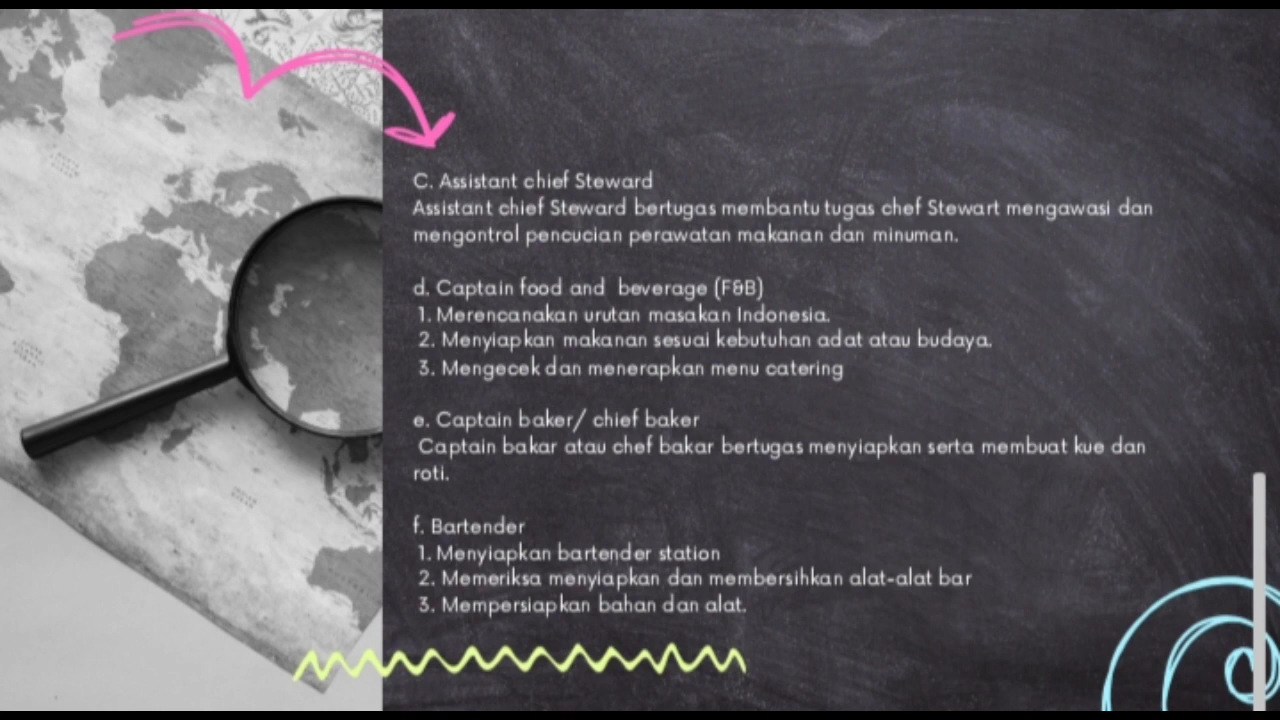 C. Assistant chief Steward
Assistant chief Steward bertugas membantu tugas chef Stewart mengawasi dan
mengontrol pencucian perawatan makanan dan minuman.
d. Captain food and beverage (F&B)
1. Merencanakan urutan masakan Indonesia.
2. Menyiapkan makanan sesuai kebutuhan adat atau budaya.
3. Mengecek dan menerapkan menu catering
e. Captain baker/ chief baker
Captain bakar atau chef bakar bertugas menyiapkan serta membuat kue dan
roti.
f. Bartender
1. Menyiapkan bartender station
2. Memeriksa menyiapkan dan membersihkan alat-alat bar
3. Mempersiapkan bahan dan alat.